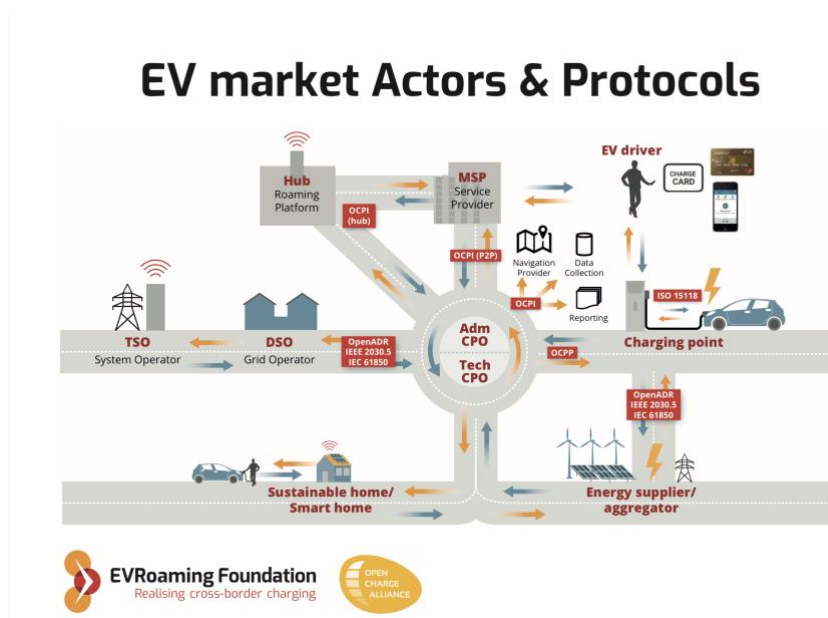 EV market Actors & Protocols
Hub
Roaming
Platform
MSP
Service
Provider
EV driver
CHARGE
CARD
OCPI
(hub)
OCPI (P2P)
Navigation
Provider
Data
Collection
OCPI
Reporting
ISO 15118
TSO
System Operator
DSO
Grid Operator
OpenADR
IEEE 2030.5
IEC 61850
Adm
CPO
Tech
CPO
OCPP
Charging point
OpenADR
IEEE 2030.5
IEC 61850
Sustainable home/
Smart home
Energy supplier/
aggregator
EVRoaming Foundation
Realising cross-border charging
OPEN
CHARGE
ALLIANCE